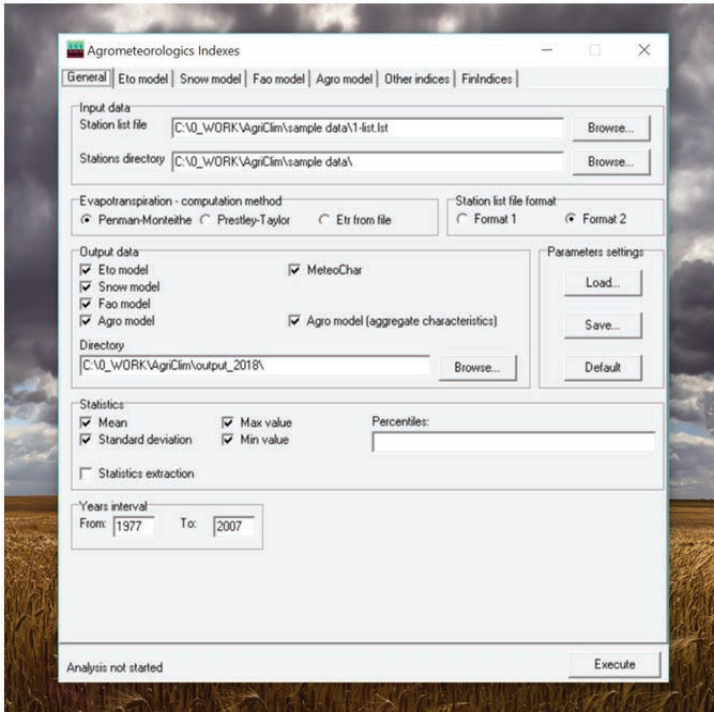 Agrometeorologics Indexes
General Eto model Snow model Fao model Agro model Other indices FinIndices
Input data
Station list file C:\0_WORK\AgriClim\sample data\1-list.lst Browse...
Stations directory C:\0_WORK\AgriClim\sample data\ Browse...
Evapotranspiration - computation method Station list file format
Penman-Monteithe Prestley-Taylor Etr from file Format 1 Format 2
Output data Parameters settings
Eto model MeteoChar Load...
Snow model
Fao model
Agro model Agro model (aggregate characteristics) Save...
Directory
C:\0_WORK\AgriClim\output_2018\ Browse... Default
Statistics
Mean Max value Percentiles:
Standard deviation Min value
Statistics extraction
Years interval
From: 1977 To: 2007
Analysis not started Execute